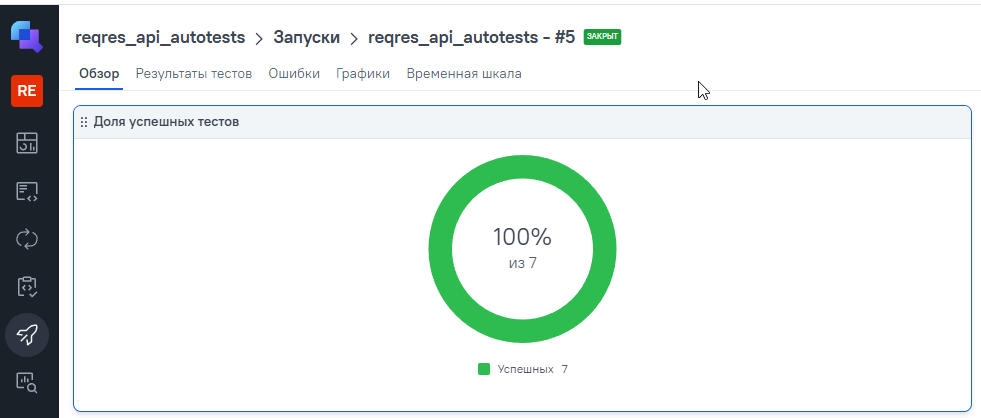 reqres_api_autotests > Запуски > reqres_api_autotests - #5 ЗАКРЫТ
RE
Обзор Результаты тестов Ошибки Графики Временная шкала
Доля успешных тестов
100%
из 7
Успешных 7